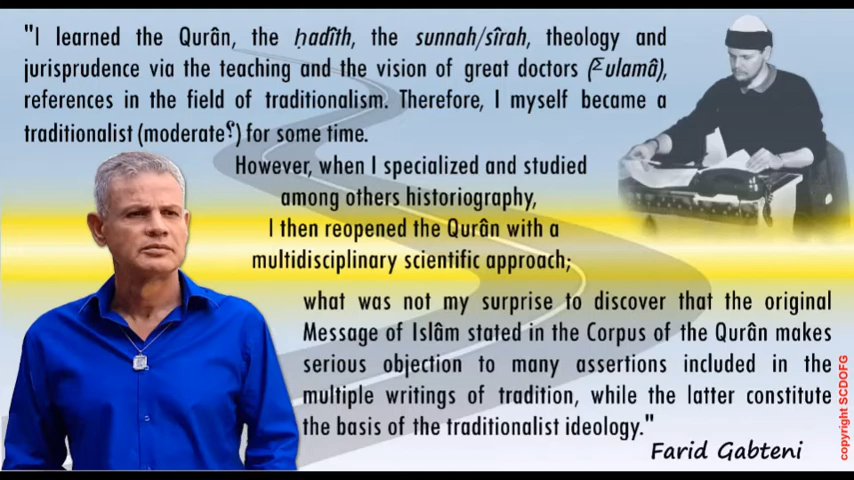 "I learned the Qurân, the ḥadîth, the sunnah/sîrah, theology and
jurisprudence via the teaching and the vision of great doctors (Σulamâ),
references in the field of traditionalism. Therefore, I myself became a
traditionalist (moderate⸮) for some time.
However, when I specialized and studied
among others historiography,
I then reopened the Qurân with a
multidisciplinary scientific approach;
what was not my surprise to discover that the original
Message of Islâm stated in the Corpus of the Qurân makes
serious objection to many assertions included in the
multiple writings of tradition, while the latter constitute
the basis of the traditionalist ideology."
Farid Gabteni
copyright SCDOFG